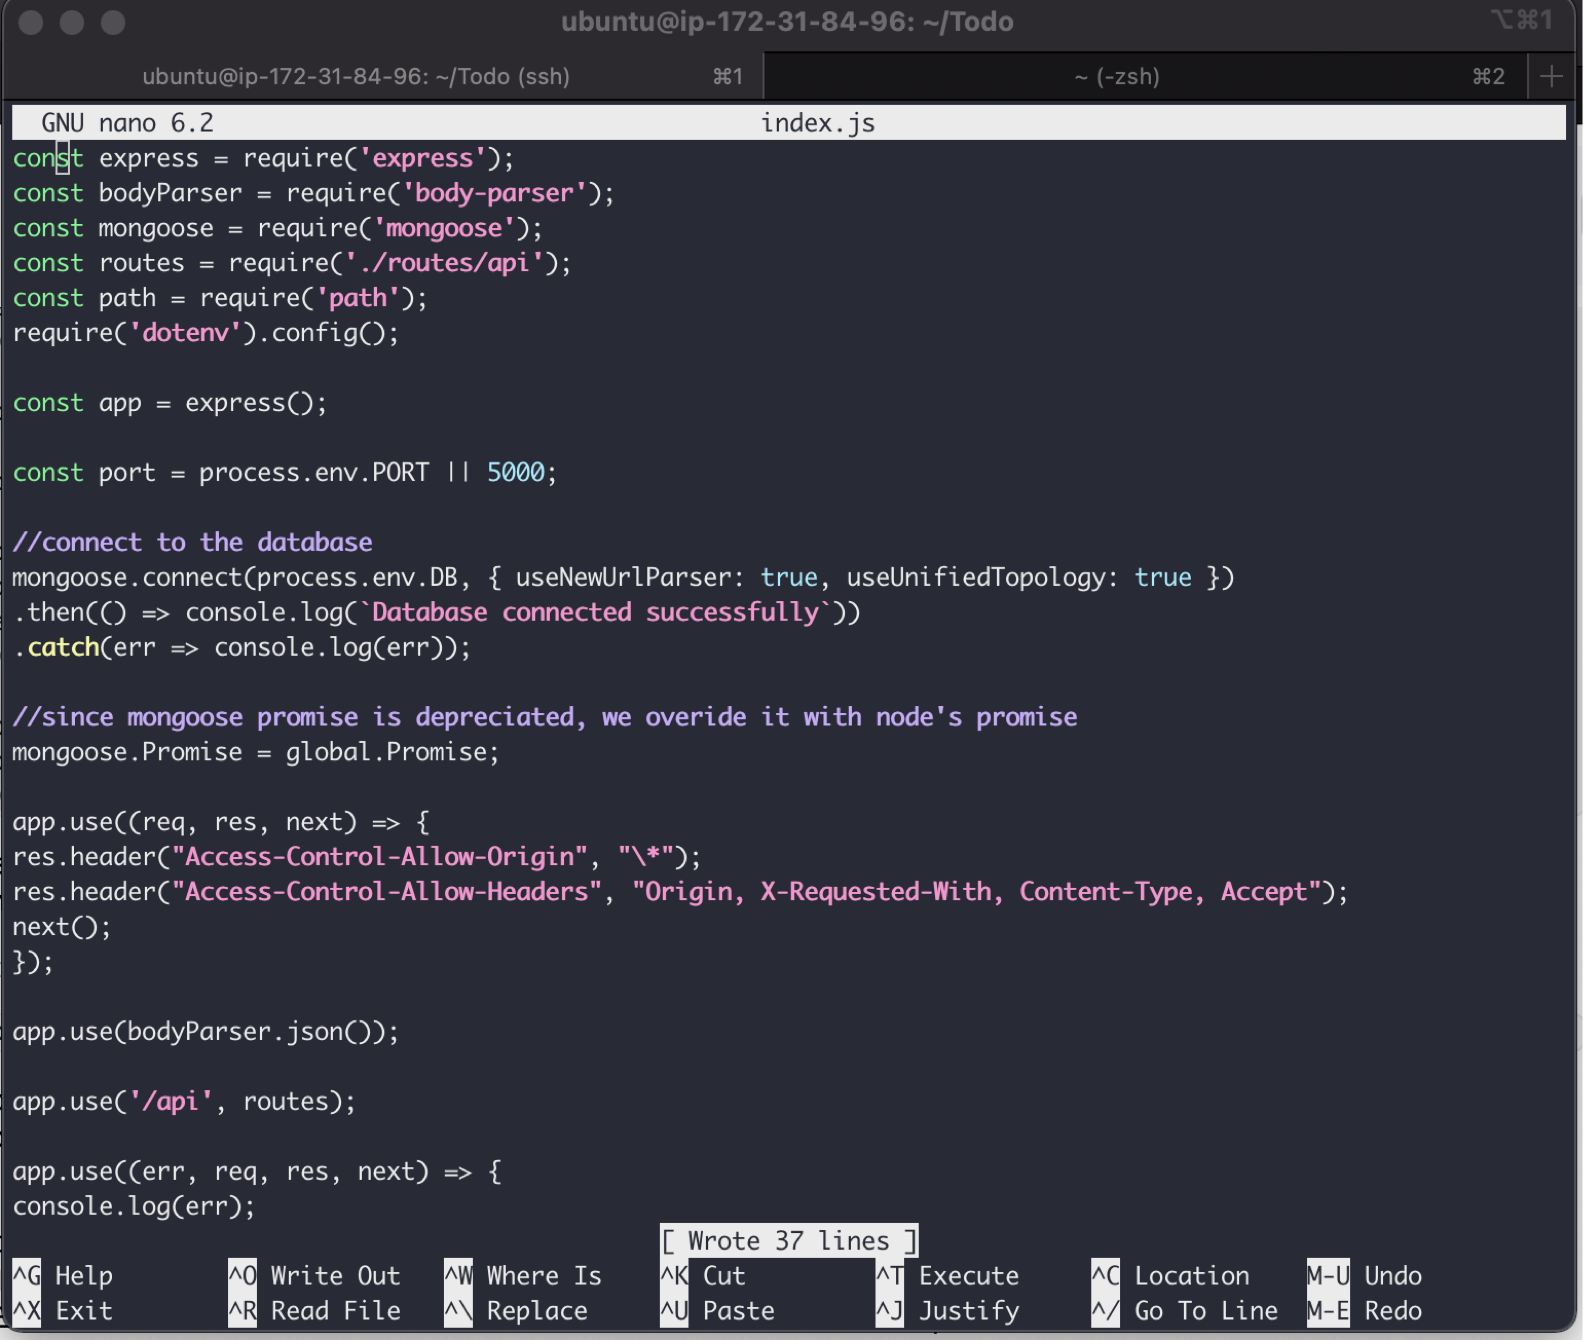 ubuntu@ip-172-31-84-96: ~/Todo
⌥⌘1
ubuntu@ip-172-31-84-96: ~/Todo (ssh) ⌘1
~ (-zsh) ⌘2 +
GNU nano 6.2 index.js
const express = require('express');
const bodyParser = require('body-parser');
const mongoose = require('mongoose');
const routes = require('./routes/api');
const path = require('path');
require('dotenv').config();
const app = express();
const port = process.env.PORT || 5000;
//connect to the database
mongoose.connect(process.env.DB, { useNewUrlParser: true, useUnifiedTopology: true })
.then(() => console.log(`Database connected successfully`))
.catch(err => console.log(err));
//since mongoose promise is depreciated, we overide it with node's promise
mongoose.Promise = global.Promise;
app.use((req, res, next) => {
res.header("Access-Control-Allow-Origin", "\*");
res.header("Access-Control-Allow-Headers", "Origin, X-Requested-With, Content-Type, Accept");
next();
});
app.use(bodyParser.json());
app.use('/api', routes);
app.use((err, req, res, next) => {
console.log(err);
[ Wrote 37 lines ]
^G Help ^O Write Out ^W Where Is ^K Cut ^T Execute ^C Location M-U Undo
^X Exit ^R Read File ^\ Replace ^U Paste ^J Justify ^/ Go To Line M-E Redo